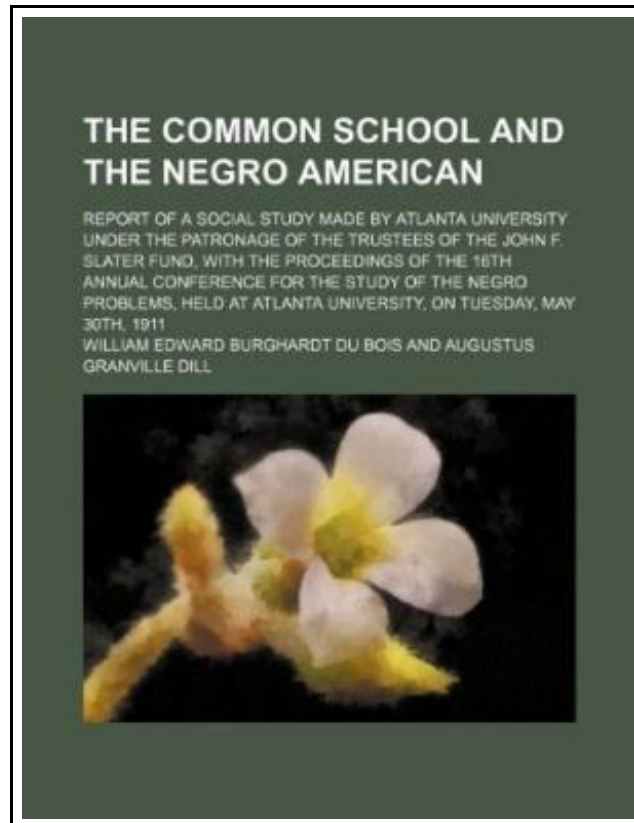 THE COMMON SCHOOL AND
THE NEGRO AMERICAN
REPORT OF A SOCIAL STUDY MADE BY ATLANTA UNIVERSITY
UNDER THE PATRONAGE OF THE TRUSTEES OF THE JOHN F.
SLATER FUND, WITH THE PROCEEDINGS OF THE 16TH
ANNUAL CONFERENCE FOR THE STUDY OF THE NEGRO
PROBLEMS, HELD AT ATLANTA UNIVERSITY, ON TUESDAY, MAY
30TH, 1911
WILLIAM EDWARD BURGHARDT DU BOIS AND AUGUSTUS
GRANVILLE DILL